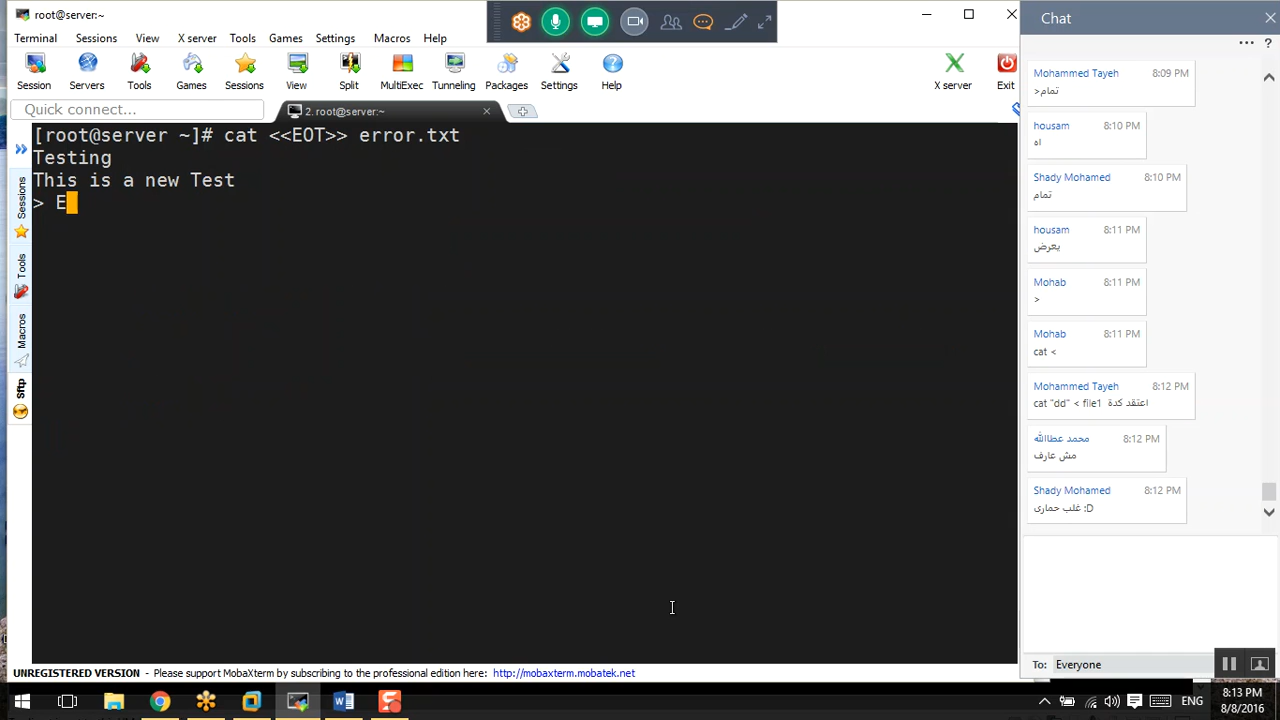 root@server:~
Terminal Sessions View X server Tools Games Settings Macros Help
Session Servers Tools Games Sessions View Split MultiExec Tunneling Packages Settings Help X server Exit
Quick connect...
2. root@server:~
[root@server ~]# cat <<EOT>> error.txt
Testing
This is a new Test
> E
Sessions
Tools
Macros
Sftp
UNREGISTERED VERSION - Please support MobaXterm by subscribing to the professional edition here: http://mobaxterm.mobatek.net
Chat
... ?
Mohammed Tayeh 8:09 PM
تمام>
housam 8:10 PM
اه
Shady Mohamed 8:10 PM
تمام
housam 8:11 PM
يعرض
Mohab 8:11 PM
>
Mohab 8:11 PM
cat <
Mohammed Tayeh 8:12 PM
cat "dd" < file1 اعتقد كدة
محمد عطاالله 8:12 PM
مش عارف
Shady Mohamed 8:12 PM
غلب حمارى :D
To: Everyone
ENG
8:13 PM
8/8/2016